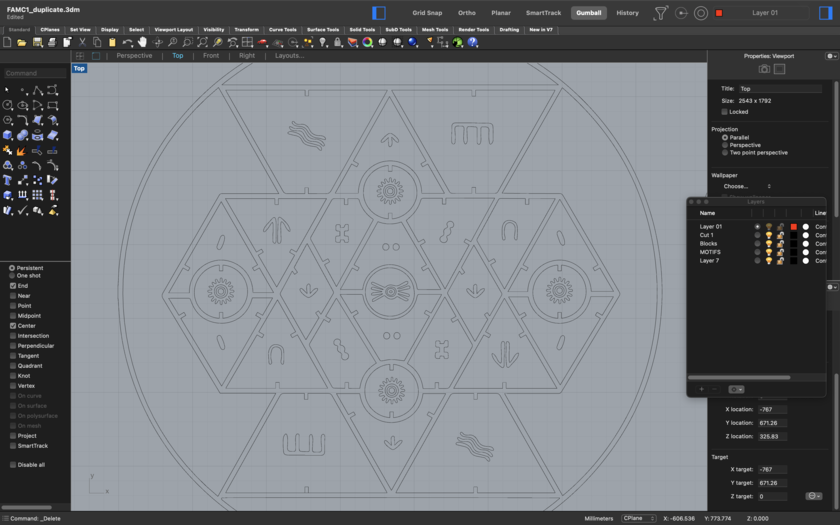 FAMC1_duplicate.3dm
Edited
Grid Snap Ortho Planar SmartTrack Gumball History Layer 01
Standard CPlanes Set View Display Select Viewport Layout Visibility Transform Curve Tools Surface Tools Solid Tools SubD Tools Mesh Tools Render Tools Drafting New in V7
Perspective Top Front Right Layouts...
Properties: Viewport
Top
Command
Title: Top
Size: 2543 x 1792
Locked
Projection
Parallel
Perspective
Two point perspective
Wallpaper
Choose...
Layers
Name Line
Layer 01 Con
Cut 1 Con
Blocks Con
MOTIFS Con
Layer 7 Con
Persistent
One shot
End
Near
Point
Midpoint
Center
Intersection
Perpendicular
Tangent
Quadrant
Knot
Vertex
On curve
On surface
On polysurface
On mesh
Project
SmartTrack
Disable all
X location: -767
Y location: 671.26
Z location: 325.83
Target
X target: -767
Y target: 671.26
Z target: 0
y
x
Command: _Delete
Millimeters CPlane X: -606.536 Y: 773.774 Z: 0.000